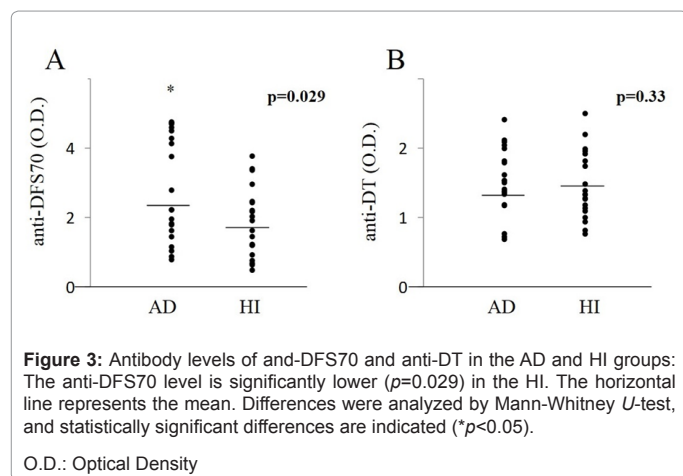 A
*
p=0.029
anti-DFS70 (O.D.)
4
2
0
AD
HI
B
p=0.33
anti-DT (O.D.)
2
1
0
AD
HI
Figure 3: Antibody levels of and-DFS70 and anti-DT in the AD and HI groups:
The anti-DFS70 level is significantly lower (p=0.029) in the HI. The horizontal
line represents the mean. Differences were analyzed by Mann-Whitney U-test,
and statistically significant differences are indicated (*p<0.05).
O.D.: Optical Density